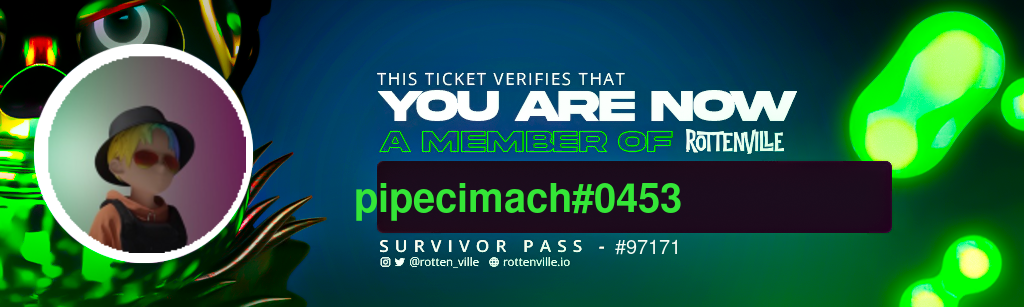 THIS TICKET VERIFIES THAT
YOU ARE NOW
A MEMBER OF ROTTENVILLE
pipecimach#0453
SURVIVOR PASS - #97171
@rotten_ville rottenville.io